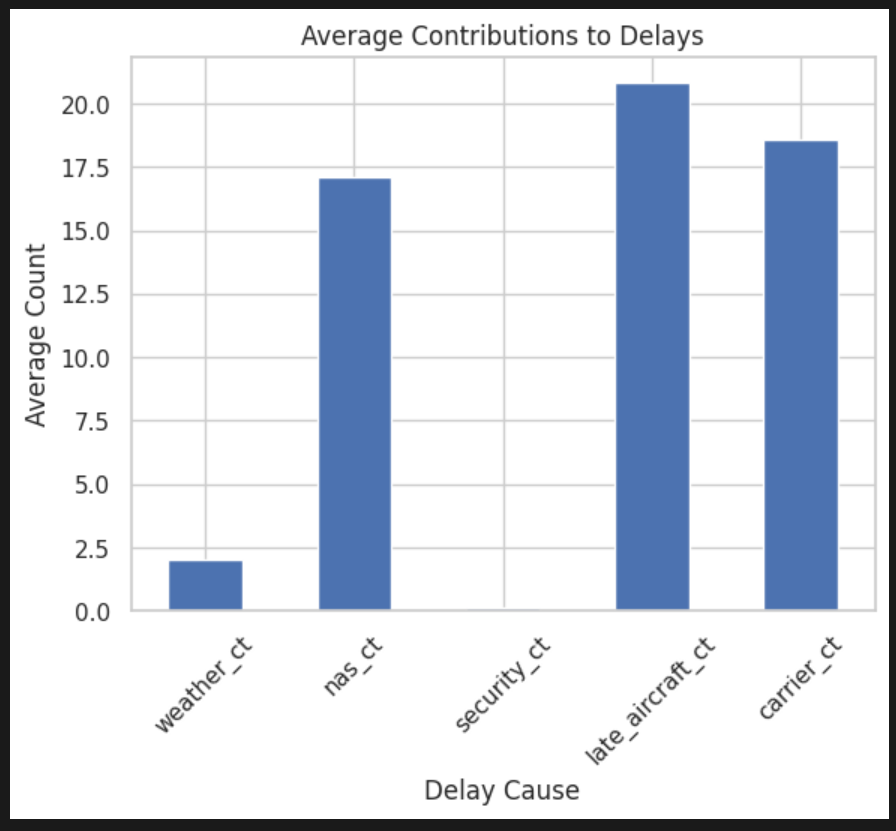 Average Contributions to Delays
20.0
17.5
15.0
12.5
10.0
7.5
5.0
2.5
0.0
Average Count
weather_ct
nas_ct
security_ct
late_aircraft_ct
carrier_ct
Delay Cause